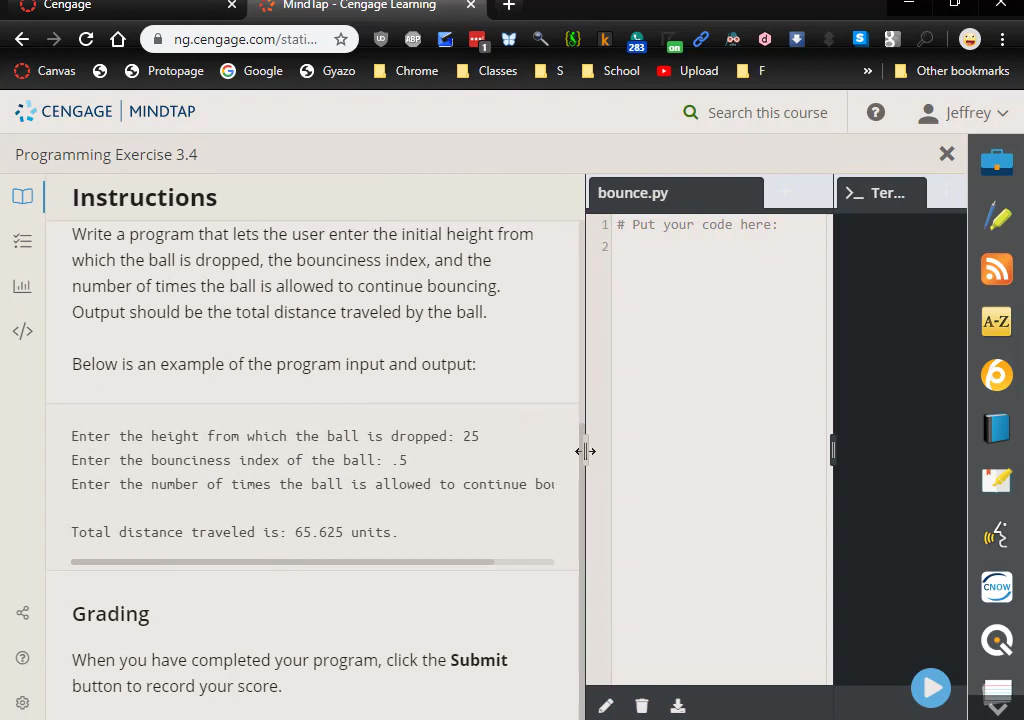 Cengage
MindTap - Cengage Learning
ng.cengage.com/stati...
ABP
1
283
on
Canvas
Protopage
Google
Gyazo
Chrome
Classes
S
School
Upload
F
»
Other bookmarks
CENGAGE | MINDTAP
Search this course
Jeffrey
Programming Exercise 3.4
Instructions
bounce.py
>_ Ter...
Write a program that lets the user enter the initial height from
which the ball is dropped, the bounciness index, and the
number of times the ball is allowed to continue bouncing.
Output should be the total distance traveled by the ball.
Below is an example of the program input and output:
Enter the height from which the ball is dropped: 25
Enter the bounciness index of the ball: .5
Enter the number of times the ball is allowed to continue bou
Total distance traveled is: 65.625 units.
Grading
When you have completed your program, click the Submit
button to record your score.
1 # Put your code here:
2
A-Z
CNOW